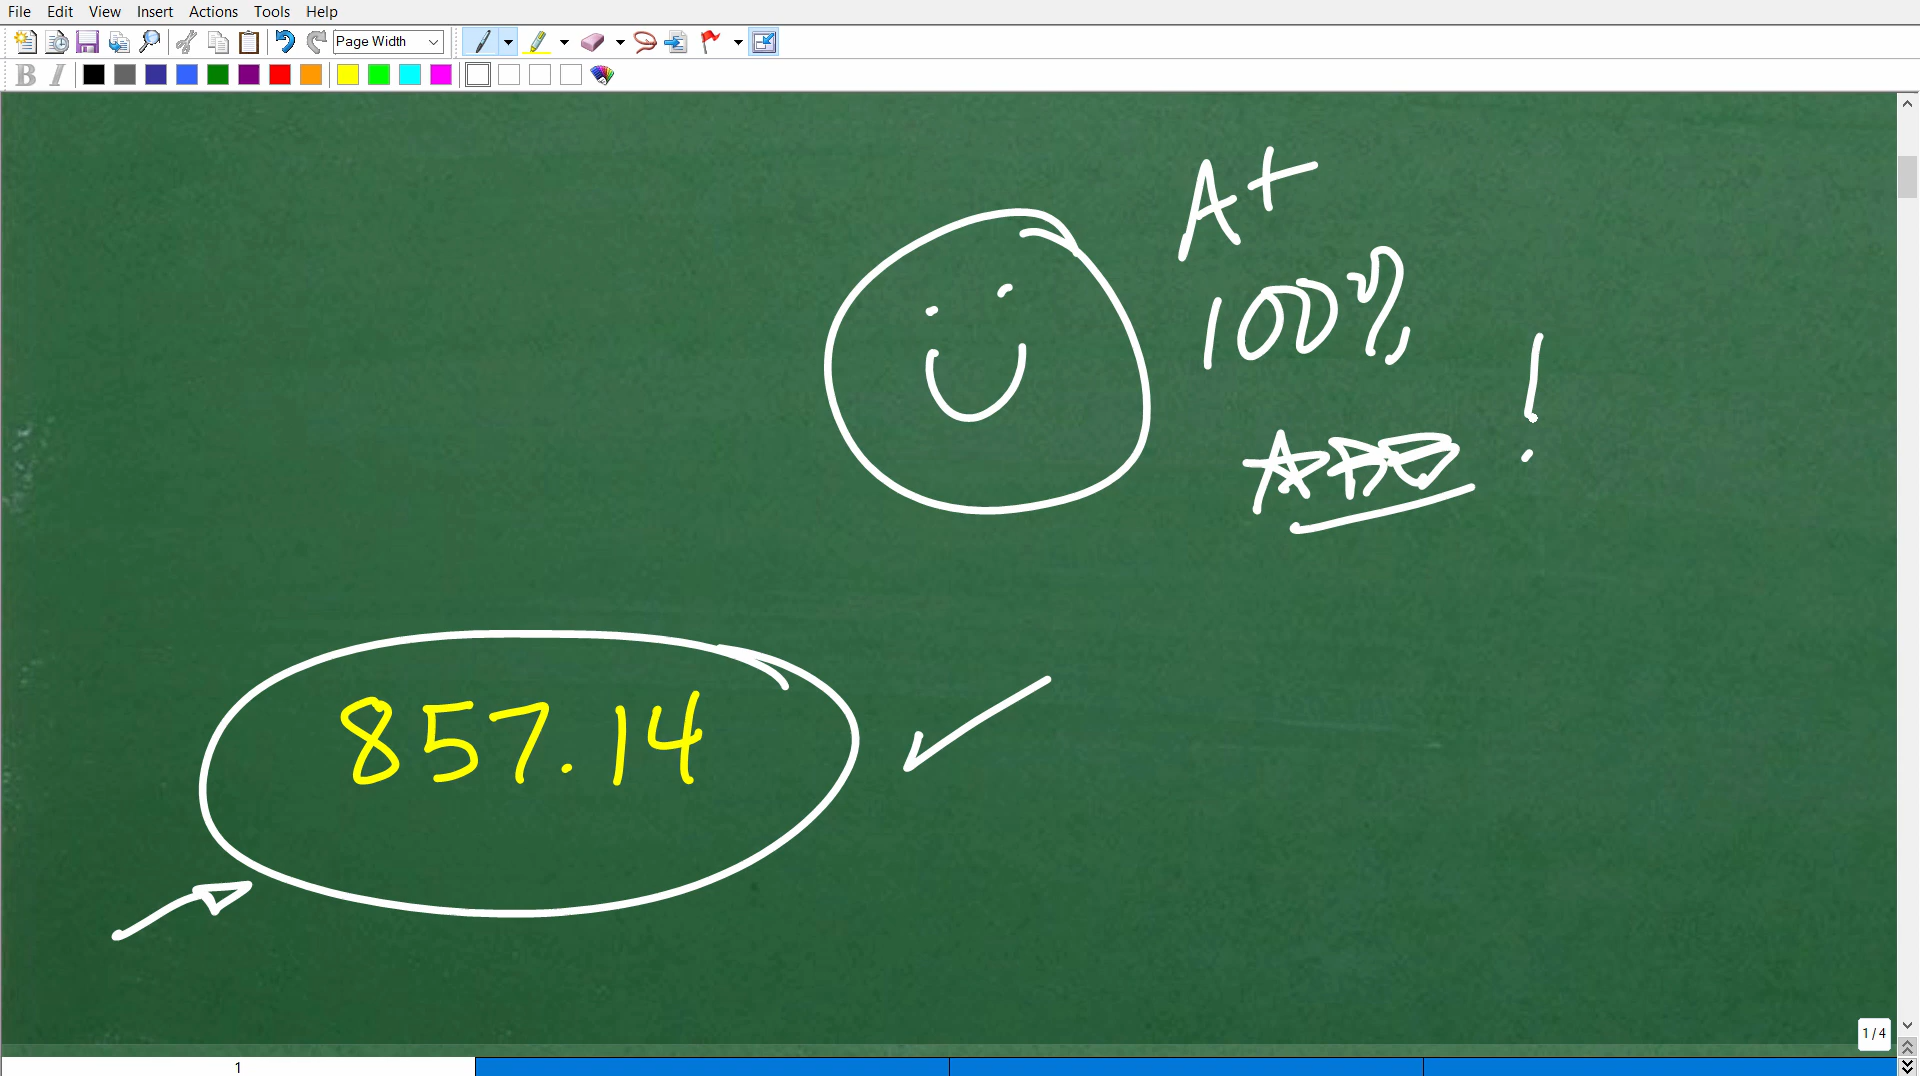 File Edit View Insert Actions Tools Help
Page Width
B I
A+
100%
!
857.14
1/4
1